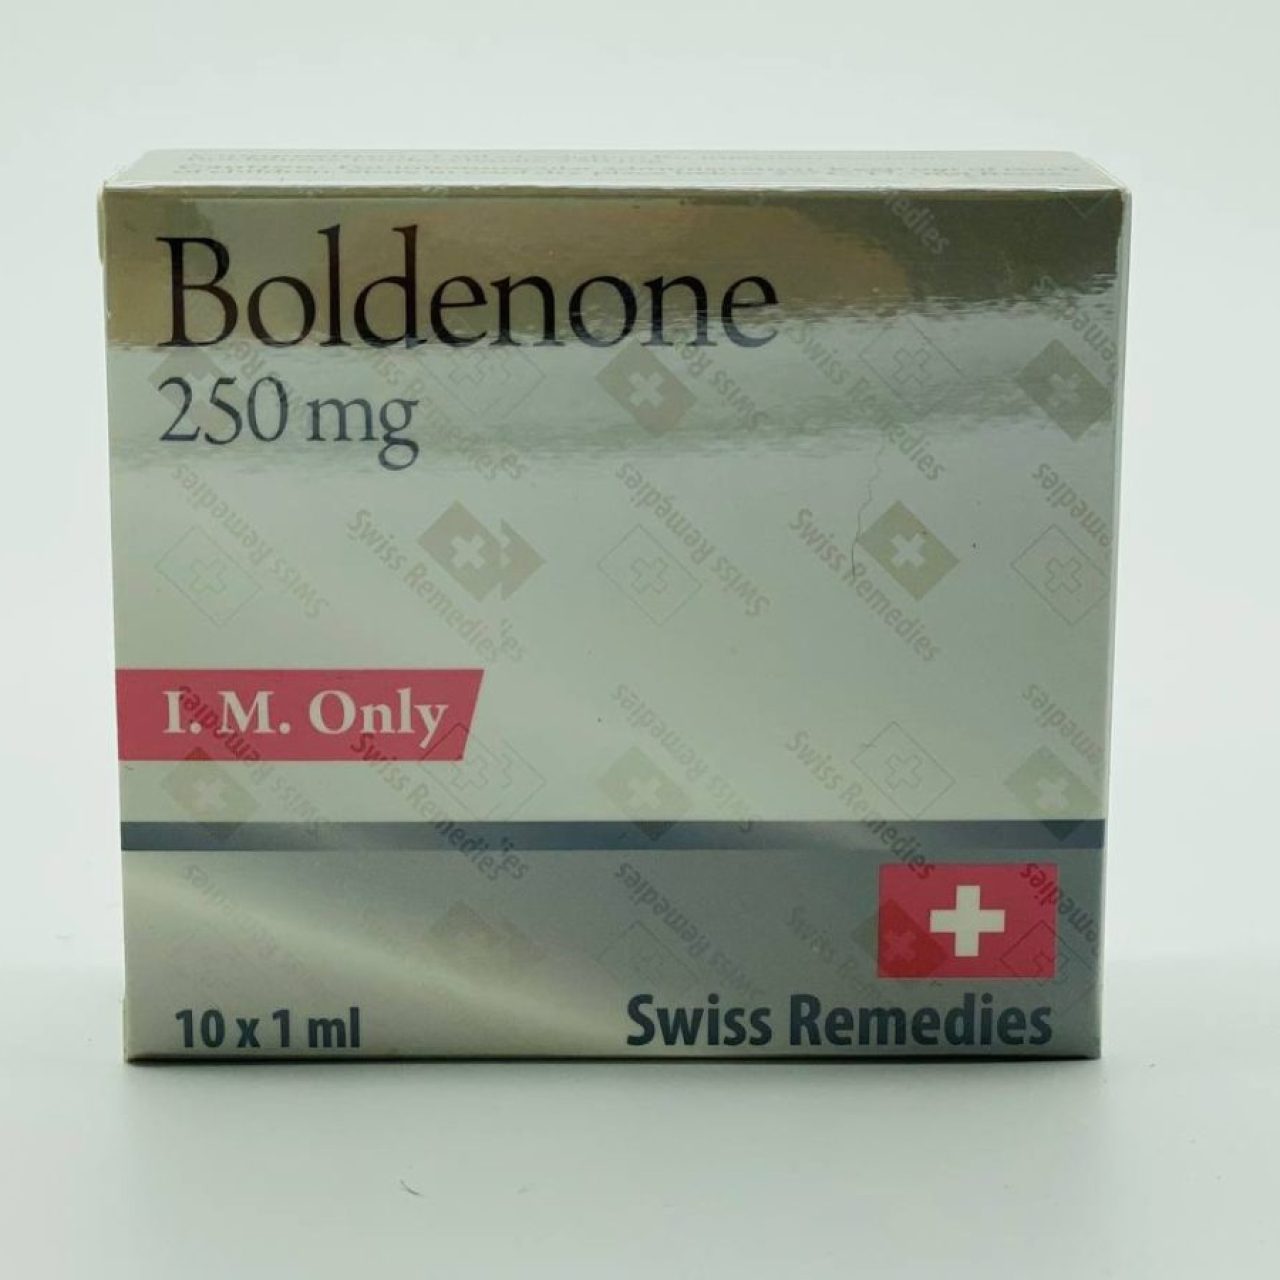 Boldenone
250 mg
I. M. Only
10 x 1 ml
Swiss Remedies